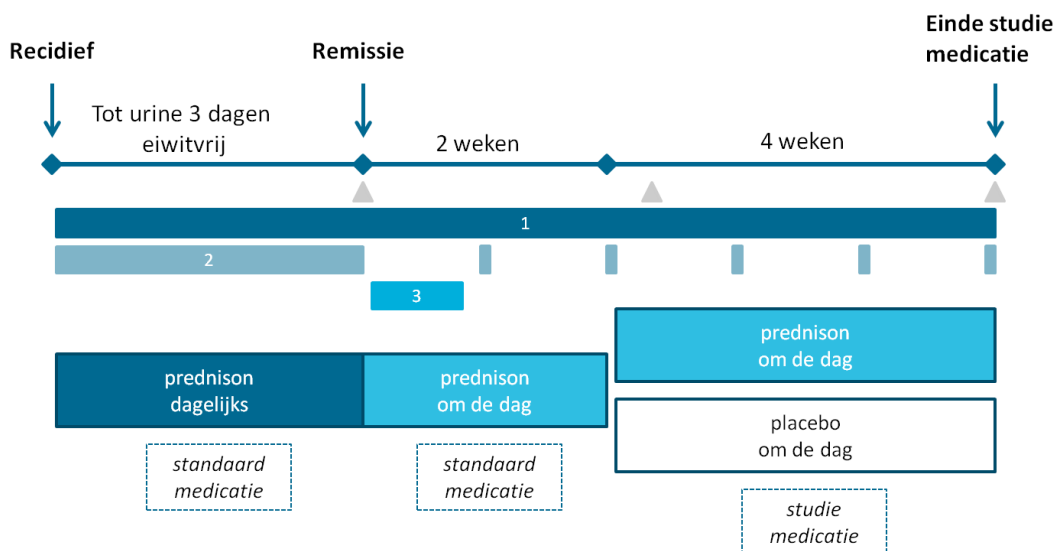 Recidief
Remissie
Einde studie
medicatie
Tot urine 3 dagen
eiwitvrij
2 weken
4 weken
1
2
3
prednison
dagelijks
prednison
om de dag
prednison
om de dag
placebo
om de dag
standaard
medicatie
standaard
medicatie
studie
medicatie